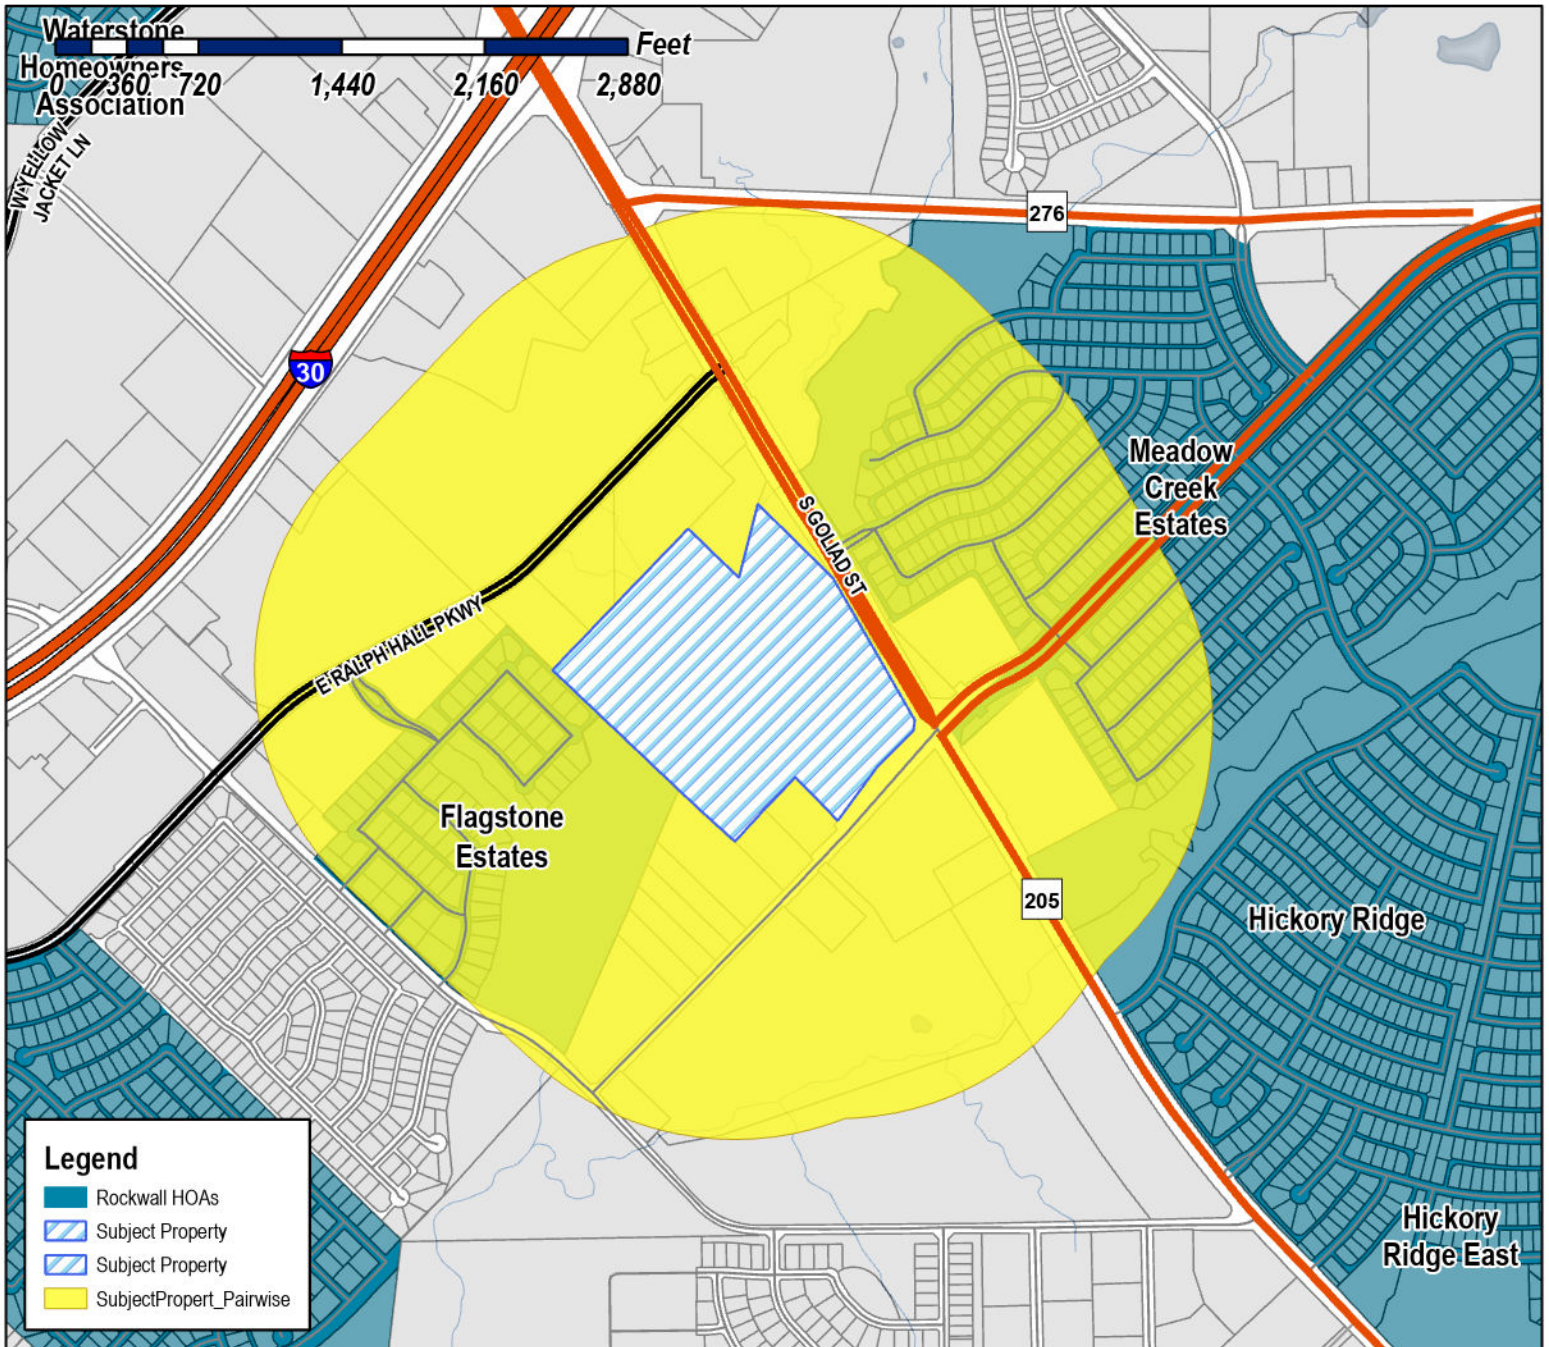 Waterstone
Homeowners
Association
Feet
0 360 720 1,440 2,160 2,880
W YELLOW
JACKET LN
276
30
S GOLIAD ST
Meadow
Creek
Estates
E RALPH HALL PKWY
Flagstone
Estates
205
Hickory Ridge
Hickory
Ridge East
Legend
Rockwall HOAs
Subject Property
Subject Property
SubjectPropert_Pairwise